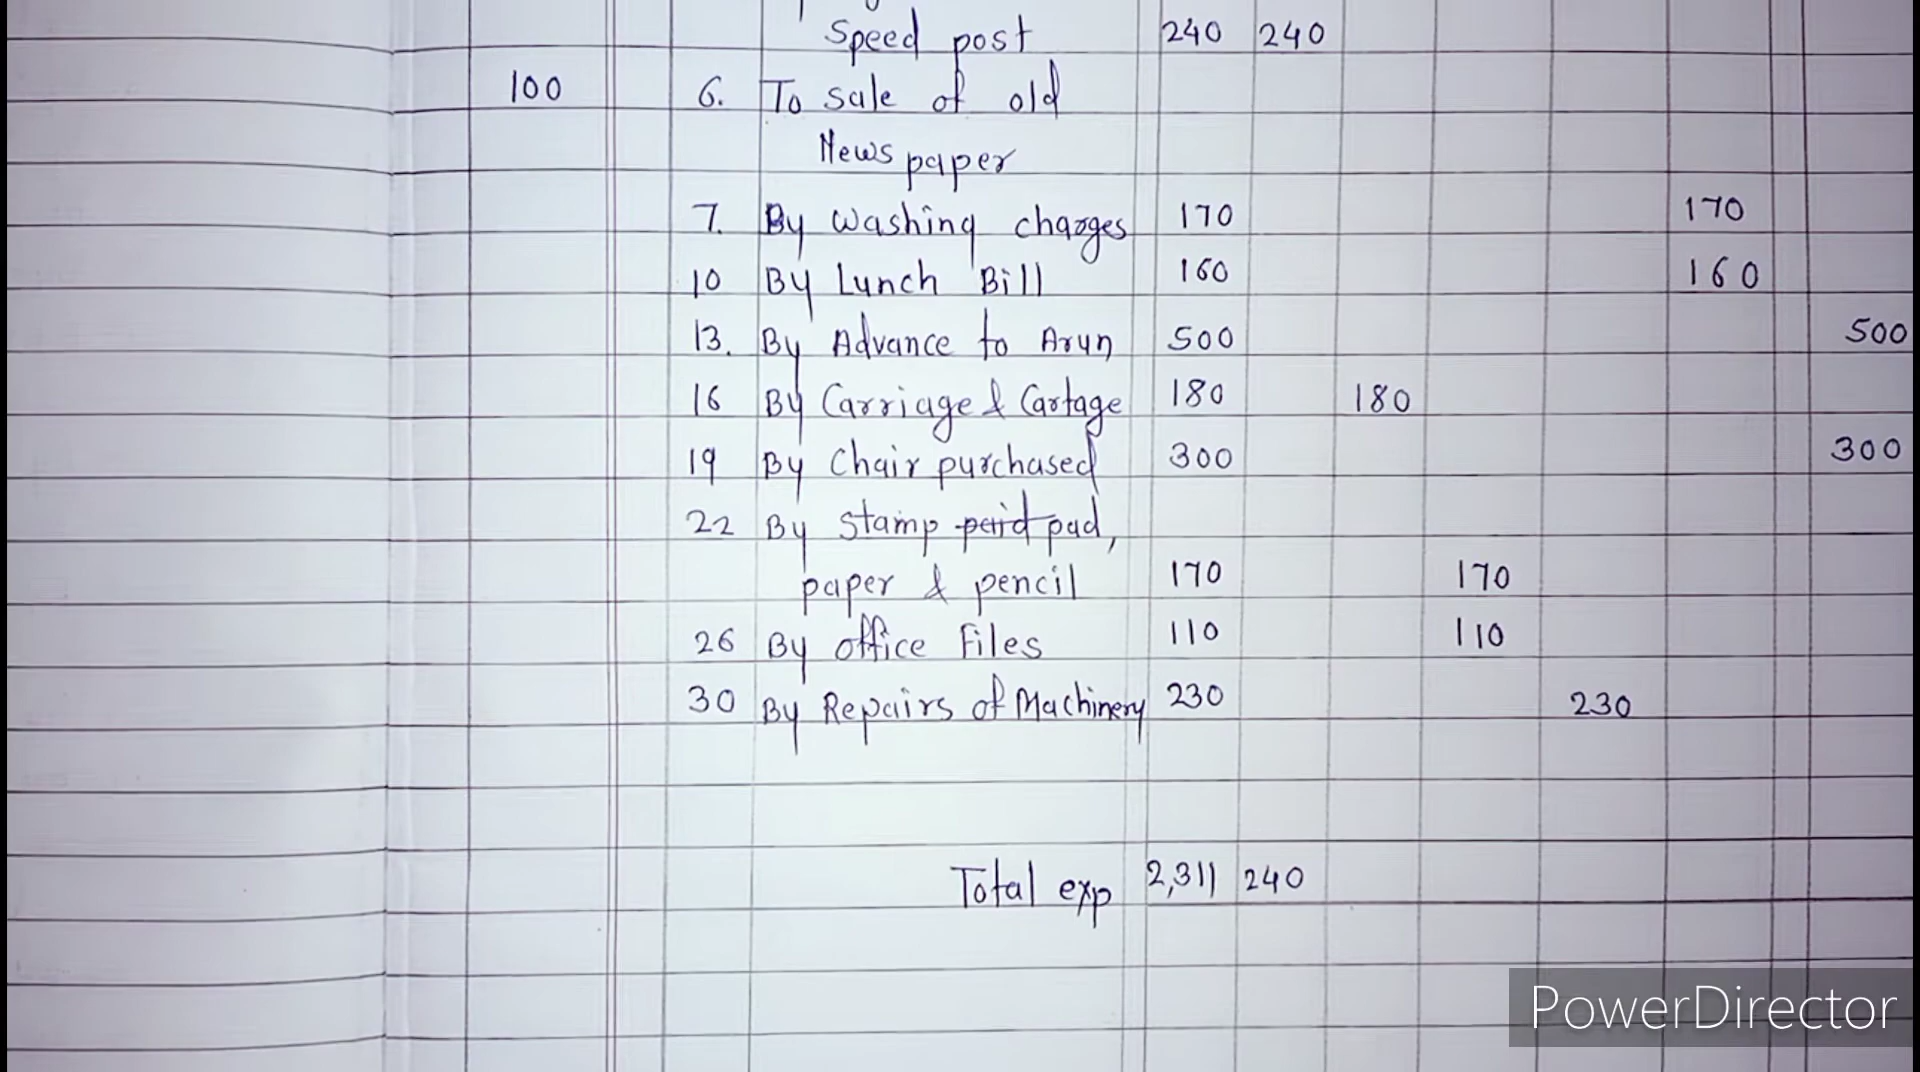 Speed post 240 240
100 6. To sale of old
News paper
7. By Washing charges 170 170
10 By Lunch Bill 160 160
13. By Advance to Arun 500 500
16 By Carriage & Cartage 180 180
19 By Chair purchased 300 300
22 By stamp paid pad,
paper & pencil 170 170
26 By office Files 110 110
30 By Repairs of Machinery 230 230
Total exp 2,311 240
PowerDirector